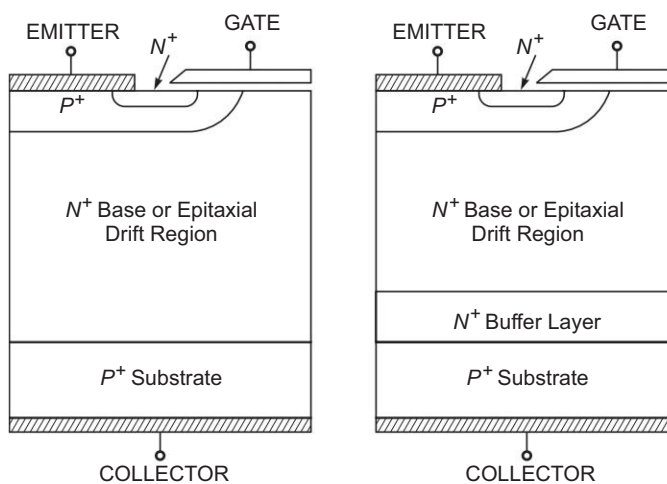 EMITTER
GATE
N+
P+
N+ Base or Epitaxial
Drift Region
P+ Substrate
COLLECTOR
EMITTER
GATE
N+
P+
N+ Base or Epitaxial
Drift Region
N+ Buffer Layer
P+ Substrate
COLLECTOR